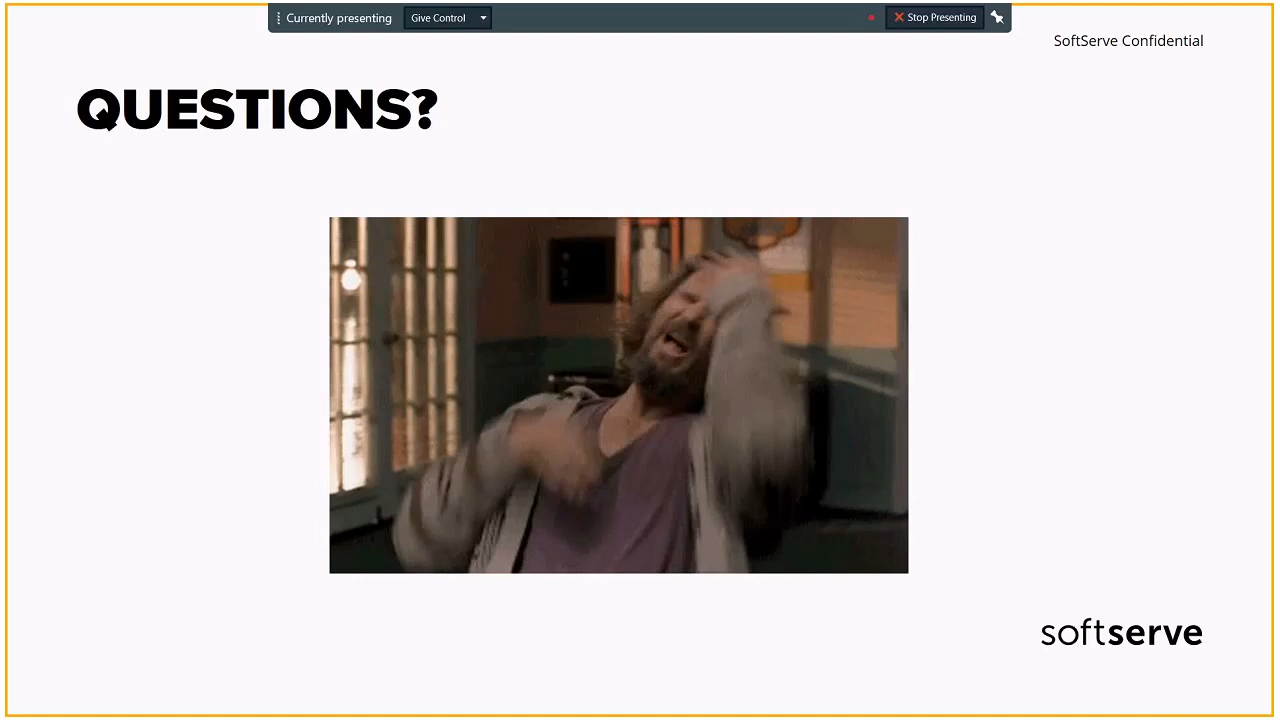 Currently presenting
Give Control
Stop Presenting
SoftServe Confidential
QUESTIONS?
softserve